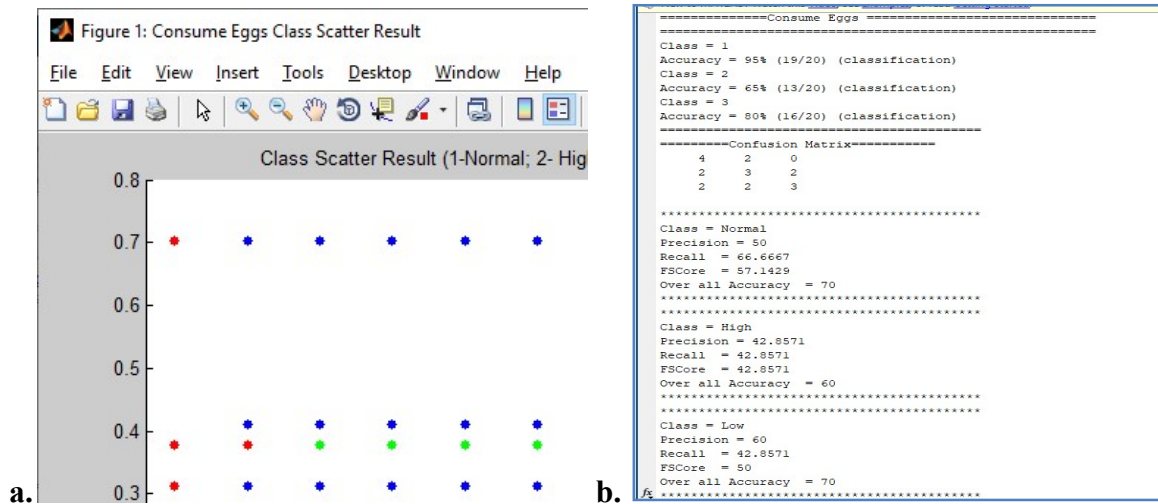 Figure 1: Consume Eggs Class Scatter Result
File Edit View Insert Tools Desktop Window Help
Class Scatter Result (1-Normal; 2- Hig
0.8
0.7
0.6
0.5
0.4
0.3
a.
===============Consume Eggs ==============================
=========================================================
Class = 1
Accuracy = 95% (19/20) (classification)
Class = 2
Accuracy = 65% (13/20) (classification)
Class = 3
Accuracy = 80% (16/20) (classification)
==========================================
=========Confusion Matrix===========
4 2 0
2 3 2
2 2 3
******************************************
Class = Normal
Precision = 50
Recall = 66.6667
FSCore = 57.1429
Over all Accuracy = 70
******************************************
******************************************
Class = High
Precision = 42.8571
Recall = 42.8571
FSCore = 42.8571
Over all Accuracy = 60
******************************************
******************************************
Class = Low
Precision = 60
Recall = 42.8571
FSCore = 50
Over all Accuracy = 70
******************************************
fx
b.